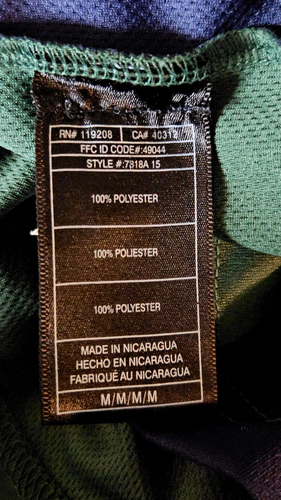 RN# 119208 CA# 40312
FFC ID CODE#:49044
STYLE #:7818A 15
100% POLYESTER
100% POLIESTER
100% POLYESTER
MADE IN NICARAGUA
HECHO EN NICARAGUA
FABRIQUÉ AU NICARAGUA
M/M/M/M